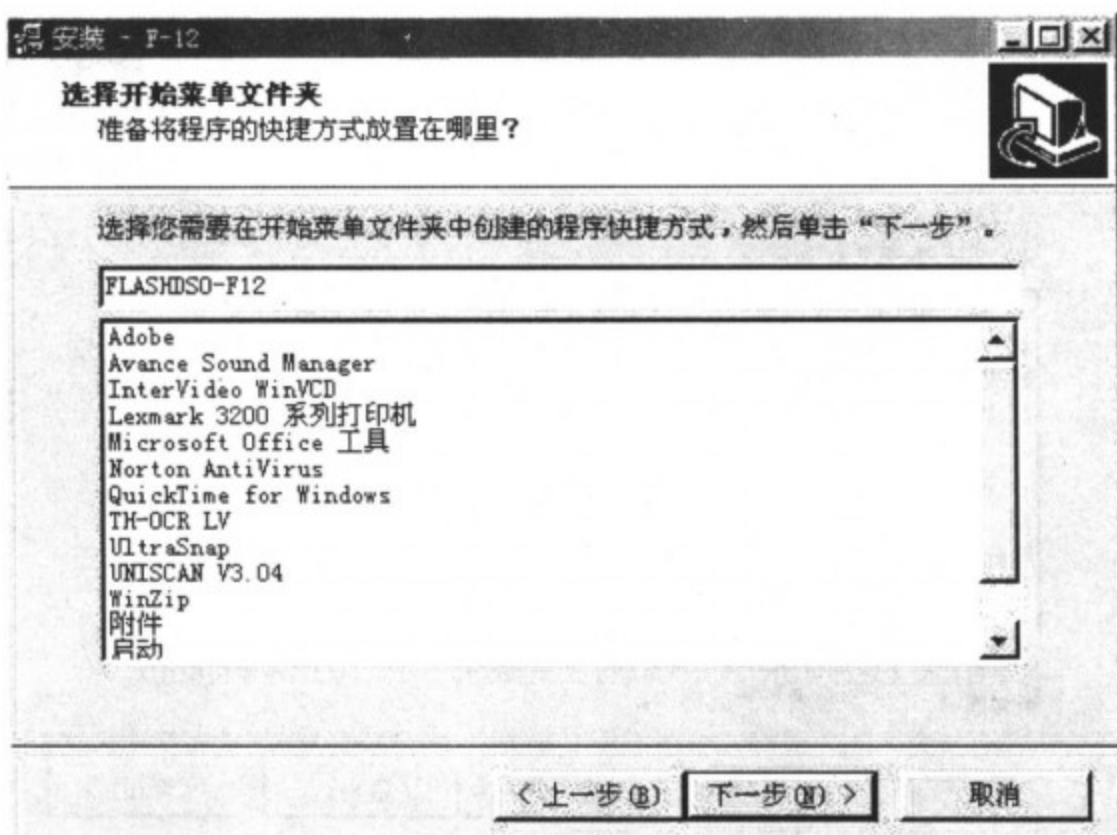 安装 - F-12
选择开始菜单文件夹
准备将程序的快捷方式放置在哪里？
选择您需要在开始菜单文件夹中创建的程序快捷方式，然后单击“下一步”。
FLASHDSO-F12
Adobe
Avance Sound Manager
InterVideo WinVCD
Lexmark 3200 系列打印机
Microsoft Office 工具
Norton AntiVirus
QuickTime for Windows
TH-OCR LV
UltraSnap
UNISCAN V3.04
WinZip
附件
启动
< 上一步(B) 下一步(N) > 取消